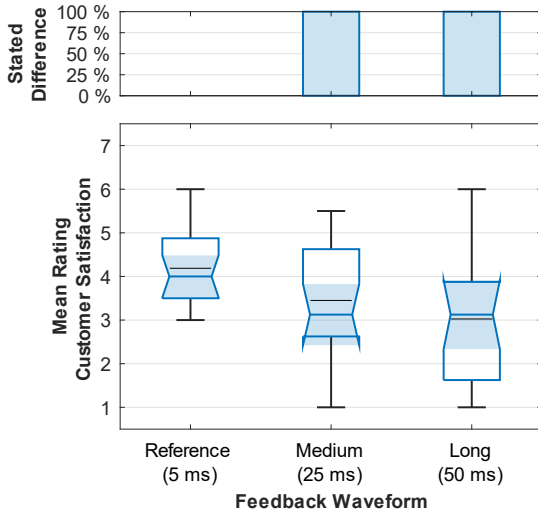 Stated
Difference
100 %
75 %
50 %
25 %
0 %
Mean Rating
Customer Satisfaction
7
6
5
4
3
2
1
Reference
(5 ms)
Medium
(25 ms)
Long
(50 ms)
Feedback Waveform